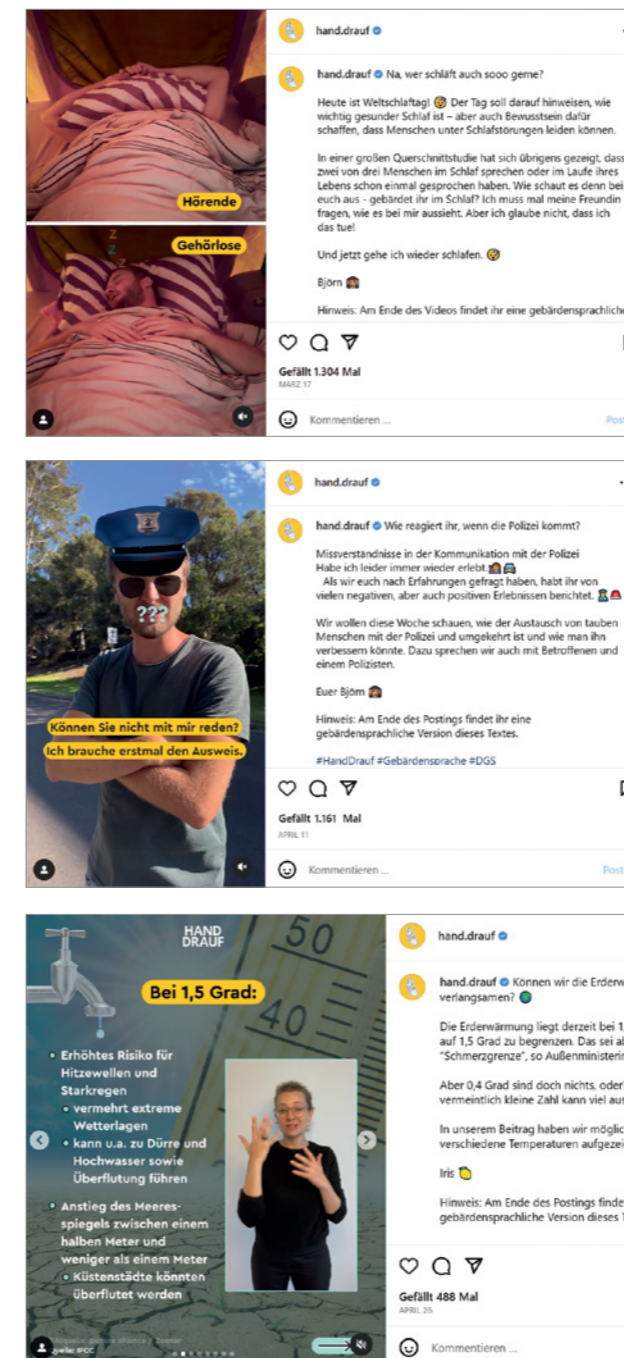 Hörende
Gehörlose
Z
Z
Z
hand.drauf
hand.drauf Na, wer schläft auch sooo gerne?
Heute ist Weltschlaftag! Der Tag soll darauf hinweisen, wie
wichtig gesunder Schlaf ist – aber auch Bewusstsein dafür
schaffen, dass Menschen unter Schlafstörungen leiden können.
In einer großen Querschnittstudie hat sich übrigens gezeigt, dass
zwei von drei Menschen im Schlaf sprechen oder im Laufe ihres
Lebens schon einmal gesprochen haben. Wie schaut es denn bei
euch aus - gebärdet ihr im Schlaf? Ich muss mal meine Freundin
fragen, wie es bei mir aussieht. Aber ich glaube nicht, dass ich
das tue!
Und jetzt gehe ich wieder schlafen.
Björn
Hinweis: Am Ende des Videos findet ihr eine gebärdensprachliche
Gefällt 1.304 Mal
MÄRZ 17
Kommentieren ...
Post
???
Können Sie nicht mit mir reden?
Ich brauche erstmal den Ausweis.
hand.drauf
hand.drauf Wie reagiert ihr, wenn die Polizei kommt?
Missverständnisse in der Kommunikation mit der Polizei
Habe ich leider immer wieder erlebt.
Als wir euch nach Erfahrungen gefragt haben, habt ihr von
vielen negativen, aber auch positiven Erlebnissen berichtet.
Wir wollen diese Woche schauen, wie der Austausch von tauben
Menschen mit der Polizei und umgekehrt ist und wie man ihn
verbessern könnte. Dazu sprechen wir auch mit Betroffenen und
einem Polizisten.
Euer Björn
Hinweis: Am Ende des Postings findet ihr eine
gebärdensprachliche Version dieses Textes.
#HandDrauf #Gebärdensprache #DGS
Gefällt 1.161 Mal
APRIL 11
Kommentieren ...
Post
HAND
DRAUF
50
40
Bei 1,5 Grad:
• Erhöhtes Risiko für
Hitzewellen und
Starkregen
• vermehrt extreme
Wetterlagen
• kann u.a. zu Dürre und
Hochwasser sowie
Überflutung führen
• Anstieg des Meeres-
spiegels zwischen einem
halben Meter und
weniger als einem Meter
• Küstenstädte könnten
überflutet werden
IPCC
hand.drauf
hand.drauf Können wir die Erderw
verlangsamen?
Die Erderwärmung liegt derzeit bei 1,
auf 1,5 Grad zu begrenzen. Das sei ab
"Schmerzgrenze", so Außenministerin
Aber 0,4 Grad sind doch nichts, oder
vermeintlich kleine Zahl kann viel aus
In unserem Beitrag haben wir möglic
verschiedene Temperaturen aufgezei
Iris
Hinweis: Am Ende des Postings finde
gebärdensprachliche Version dieses T
Gefällt 488 Mal
APRIL 26
Kommentieren ...